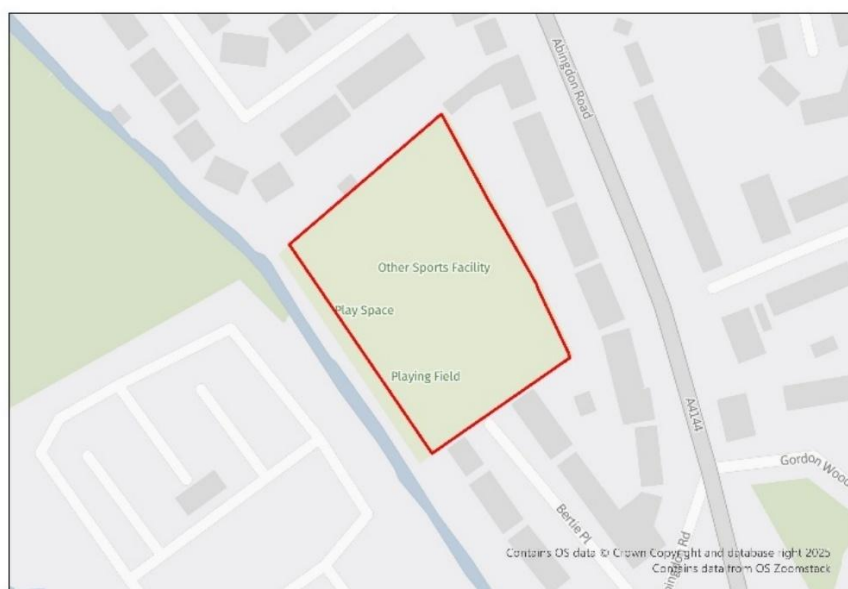 Abingdon Road
Other Sports Facility
Play Space
Playing Field
A4144
Gordon Wood
Bertie Pl
Contains OS data © Crown Copyright and database right 2025
Contains data from OS Zoomstack